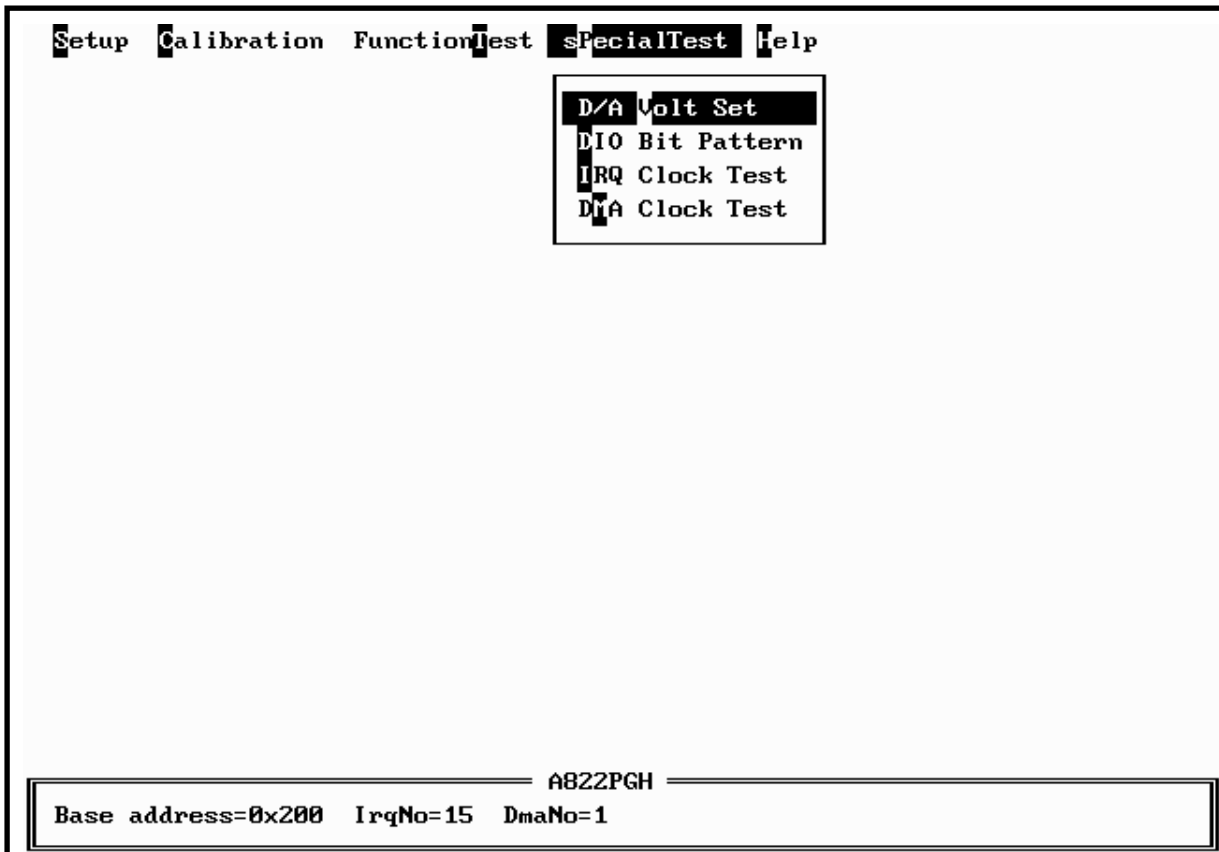 Setup Calibration FunctionTest sPecialTest Help
D/A Volt Set
DIO Bit Pattern
IRQ Clock Test
DMA Clock Test
A822PGH
Base address=0x200 IrqNo=15 DmaNo=1